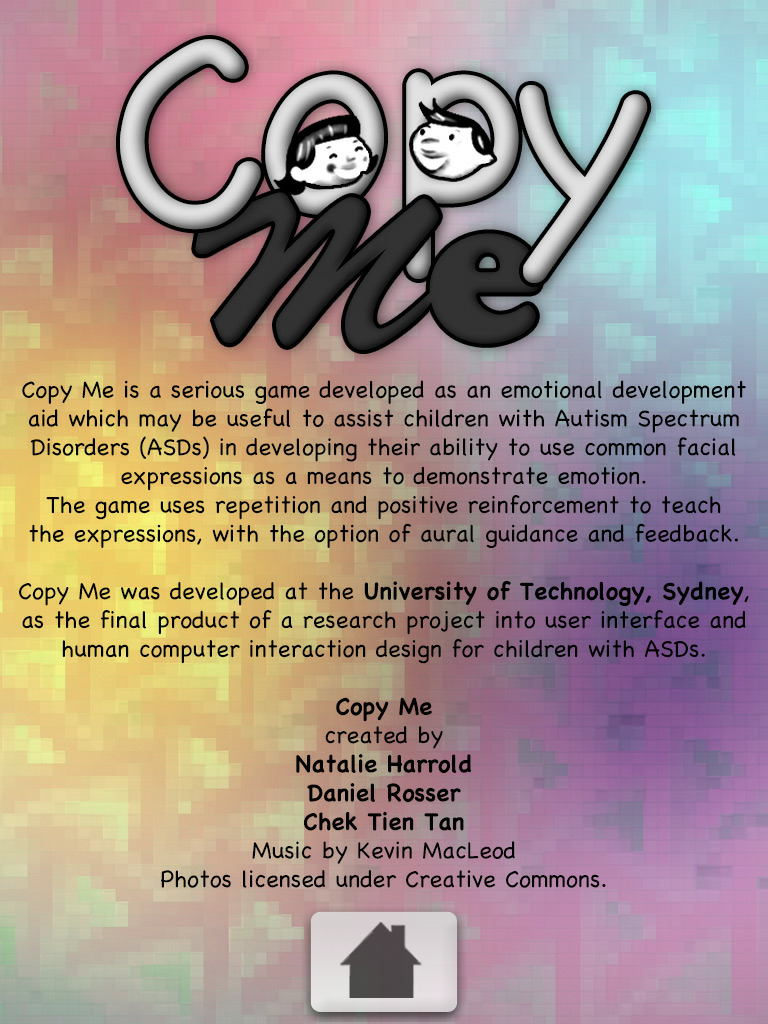 Copy
Me
Copy Me is a serious game developed as an emotional development
aid which may be useful to assist children with Autism Spectrum
Disorders (ASDs) in developing their ability to use common facial
expressions as a means to demonstrate emotion.
The game uses repetition and positive reinforcement to teach
the expressions, with the option of aural guidance and feedback.
Copy Me was developed at the University of Technology, Sydney,
as the final product of a research project into user interface and
human computer interaction design for children with ASDs.
Copy Me
created by
Natalie Harrold
Daniel Rosser
Chek Tien Tan
Music by Kevin MacLeod
Photos licensed under Creative Commons.